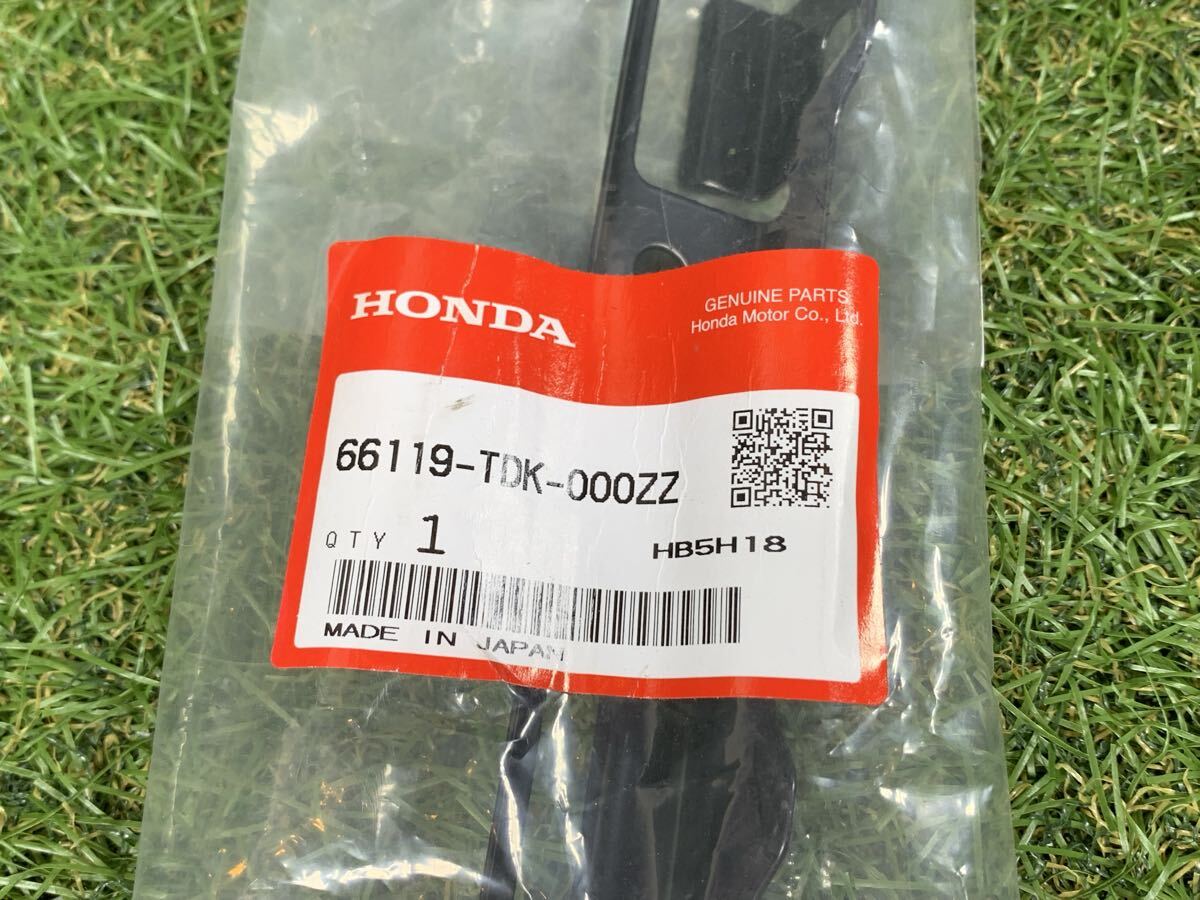 HONDA
GENUINE PARTS
Honda Motor Co., Ltd.
66119-TDK-000ZZ
QTY 1
HB5H18
MADE IN JAPAN